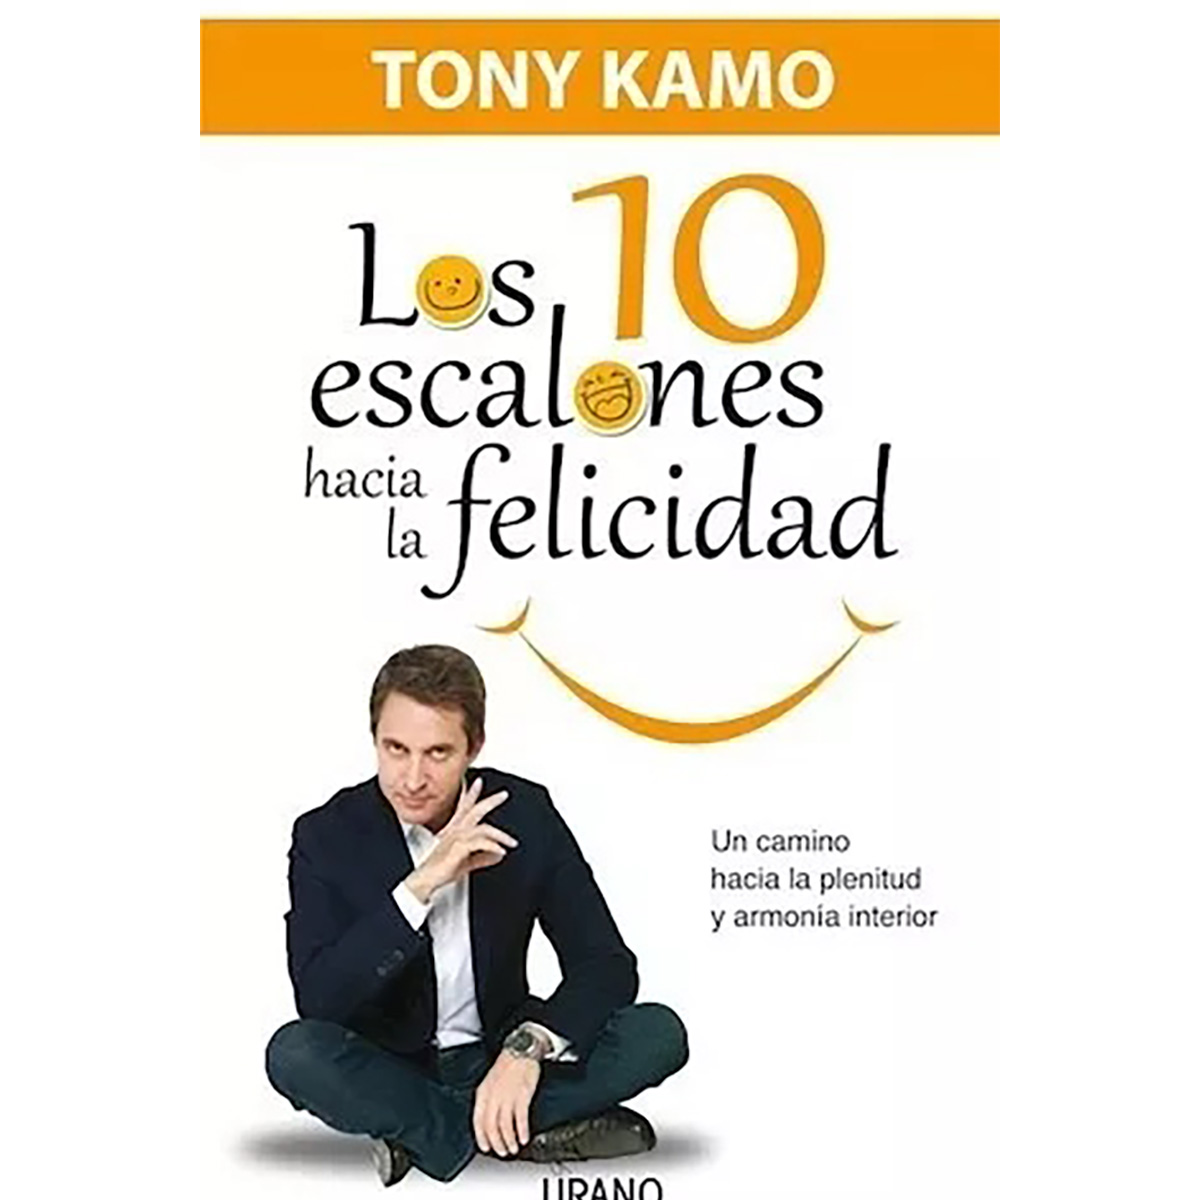 TONY KAMO
Los 10
escalones
hacia
la felicidad
Un camino
hacia la plenitud
y armonía interior
URANO